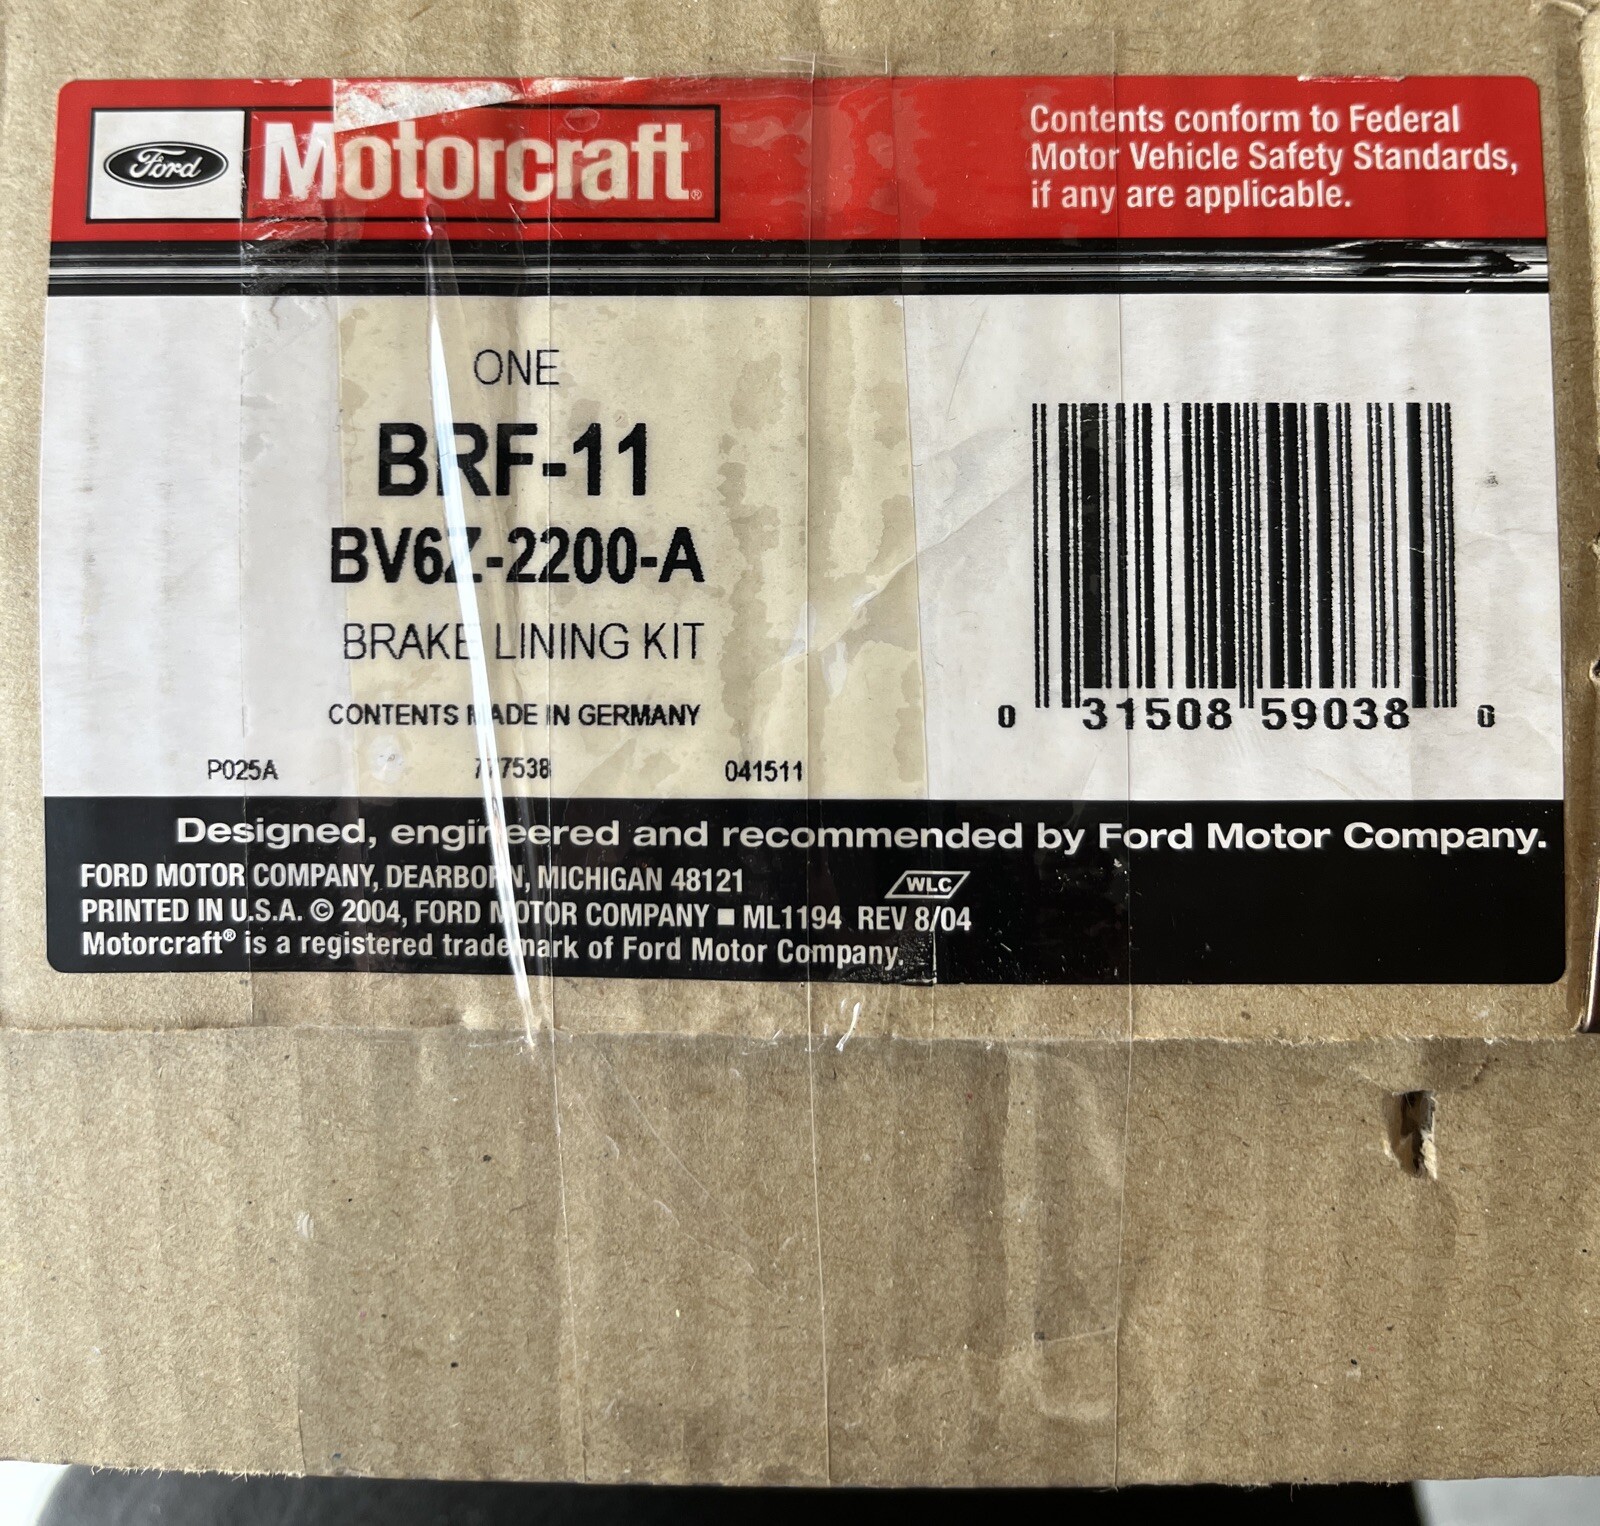 Ford
Motorcraft®
Contents conform to Federal
Motor Vehicle Safety Standards,
if any are applicable.
ONE
BRF-11
BV6Z-2200-A
BRAKE LINING KIT
CONTENTS MADE IN GERMANY
P025A 777538 041511
0 31508 59038 6
Designed, engineered and recommended by Ford Motor Company.
FORD MOTOR COMPANY, DEARBORN, MICHIGAN 48121
WLC
PRINTED IN U.S.A. © 2004, FORD MOTOR COMPANY ■ ML1194 REV 8/04
Motorcraft® is a registered trademark of Ford Motor Company.